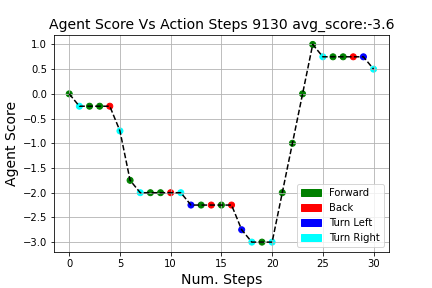 Agent Score Vs Action Steps 9130 avg_score:-3.6
1.0
0.5
0.0
−0.5
−1.0
−1.5
−2.0
−2.5
−3.0
Agent Score
Forward
Back
Turn Left
Turn Right
0 5 10 15 20 25 30
Num. Steps